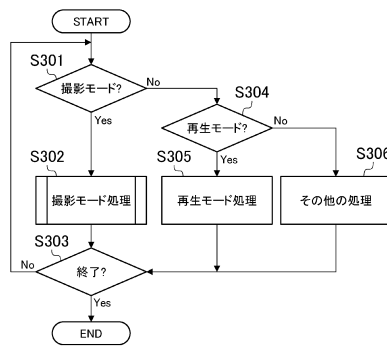 START
S301
撮影モード?
No
S304
Yes
再生モード?
No
S302
S305
Yes
S306
撮影モード処理
再生モード処理
その他の処理
S303
No
終了?
Yes
END